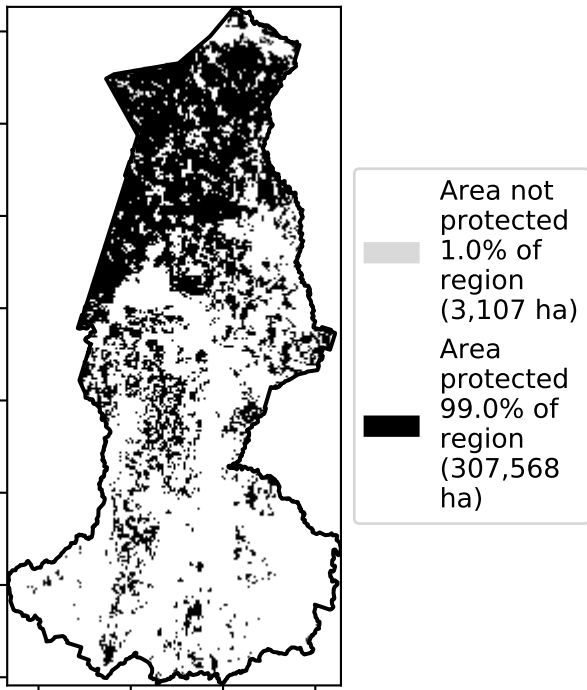 Area not
protected
1.0% of
region
(3,107 ha)
Area
protected
99.0% of
region
(307,568
ha)